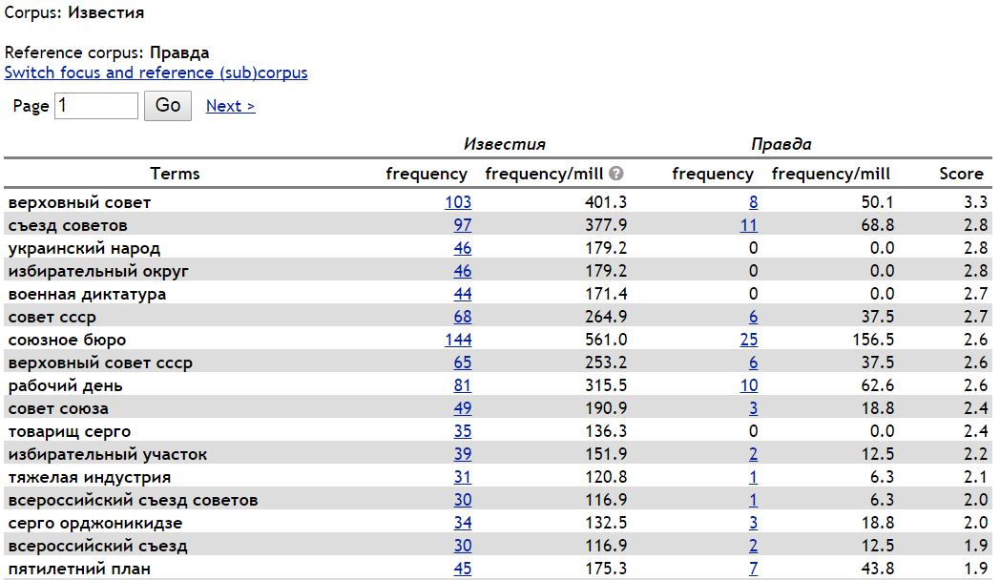 Corpus: Известия
Reference corpus: Правда
Switch focus and reference (sub)corpus
Page 1 Go Next >
Известия Правда
Terms frequency frequency/mill ? frequency frequency/mill Score
верховный совет 103 401.3 8 50.1 3.3
съезд советов 97 377.9 11 68.8 2.8
украинский народ 46 179.2 0 0.0 2.8
избирательный округ 46 179.2 0 0.0 2.8
военная диктатура 44 171.4 0 0.0 2.7
совет ссср 68 264.9 6 37.5 2.7
союзное бюро 144 561.0 25 156.5 2.6
верховный совет ссср 65 253.2 6 37.5 2.6
рабочий день 81 315.5 10 62.6 2.6
совет союза 49 190.9 3 18.8 2.4
товарищ серго 35 136.3 0 0.0 2.4
избирательный участок 39 151.9 2 12.5 2.2
тяжелая индустрия 31 120.8 1 6.3 2.1
всероссийский съезд советов 30 116.9 1 6.3 2.0
серго орджоникидзе 34 132.5 3 18.8 2.0
всероссийский съезд 30 116.9 2 12.5 1.9
пятилетний план 45 175.3 7 43.8 1.9